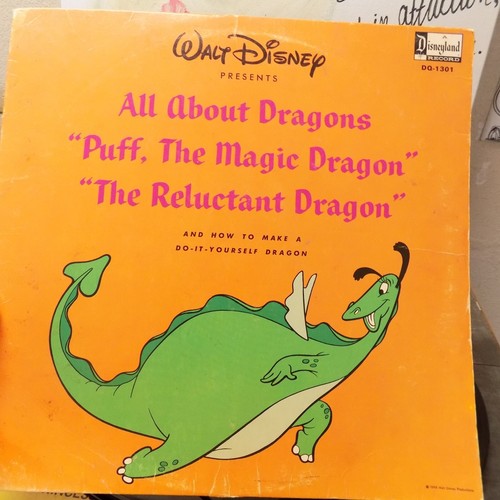 WALT DISNEY
PRESENTS
Disneyland
RECORD
DQ-1301
All About Dragons
"Puff, The Magic Dragon"
"The Reluctant Dragon"
AND HOW TO MAKE A
DO-IT-YOURSELF DRAGON